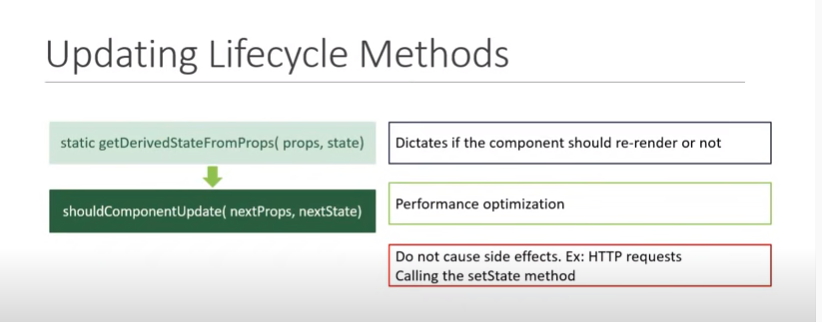 Updating Lifecycle Methods
static getDerivedStateFromProps( props, state)
Dictates if the component should re-render or not
shouldComponentUpdate( nextProps, nextState)
Performance optimization
Do not cause side effects. Ex: HTTP requests
Calling the setState method